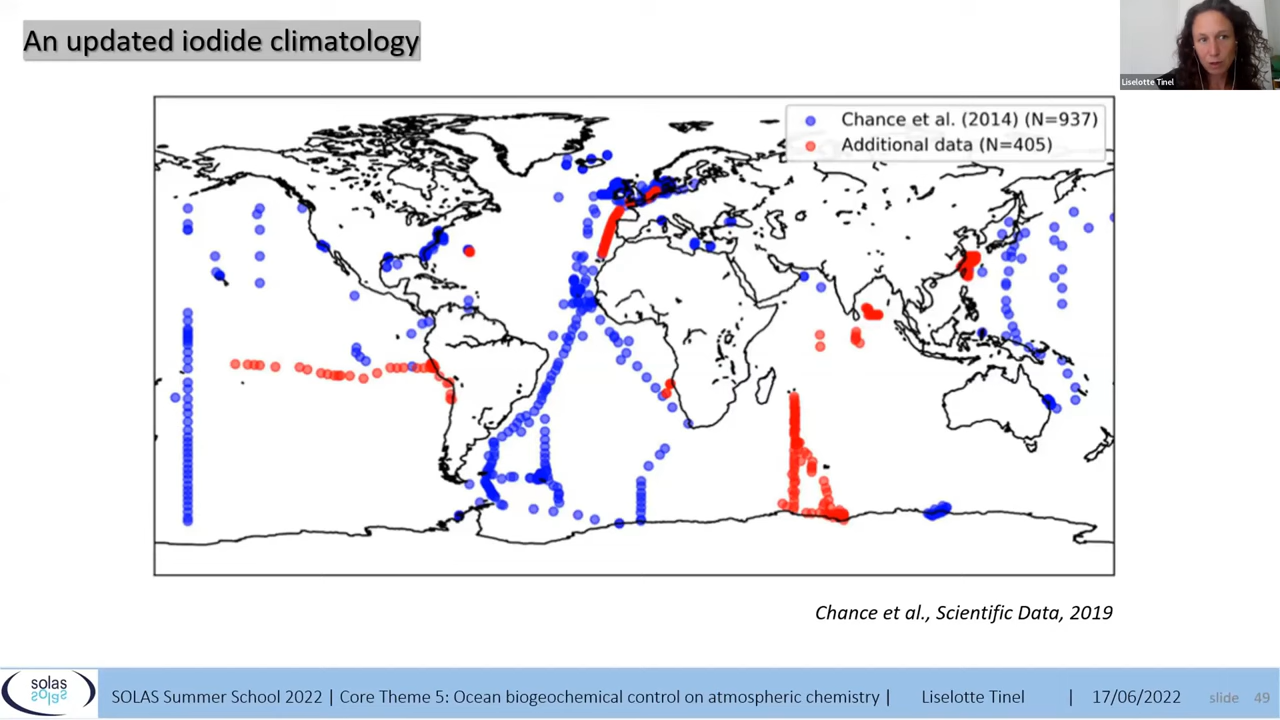 An updated iodide climatology
Liselotte Tinel
Chance et al. (2014) (N=937)
Additional data (N=405)
Chance et al., Scientific Data, 2019
solas
SOLAS Summer School 2022 | Core Theme 5: Ocean biogeochemical control on atmospheric chemistry | Liselotte Tinel | 17/06/2022 slide 49